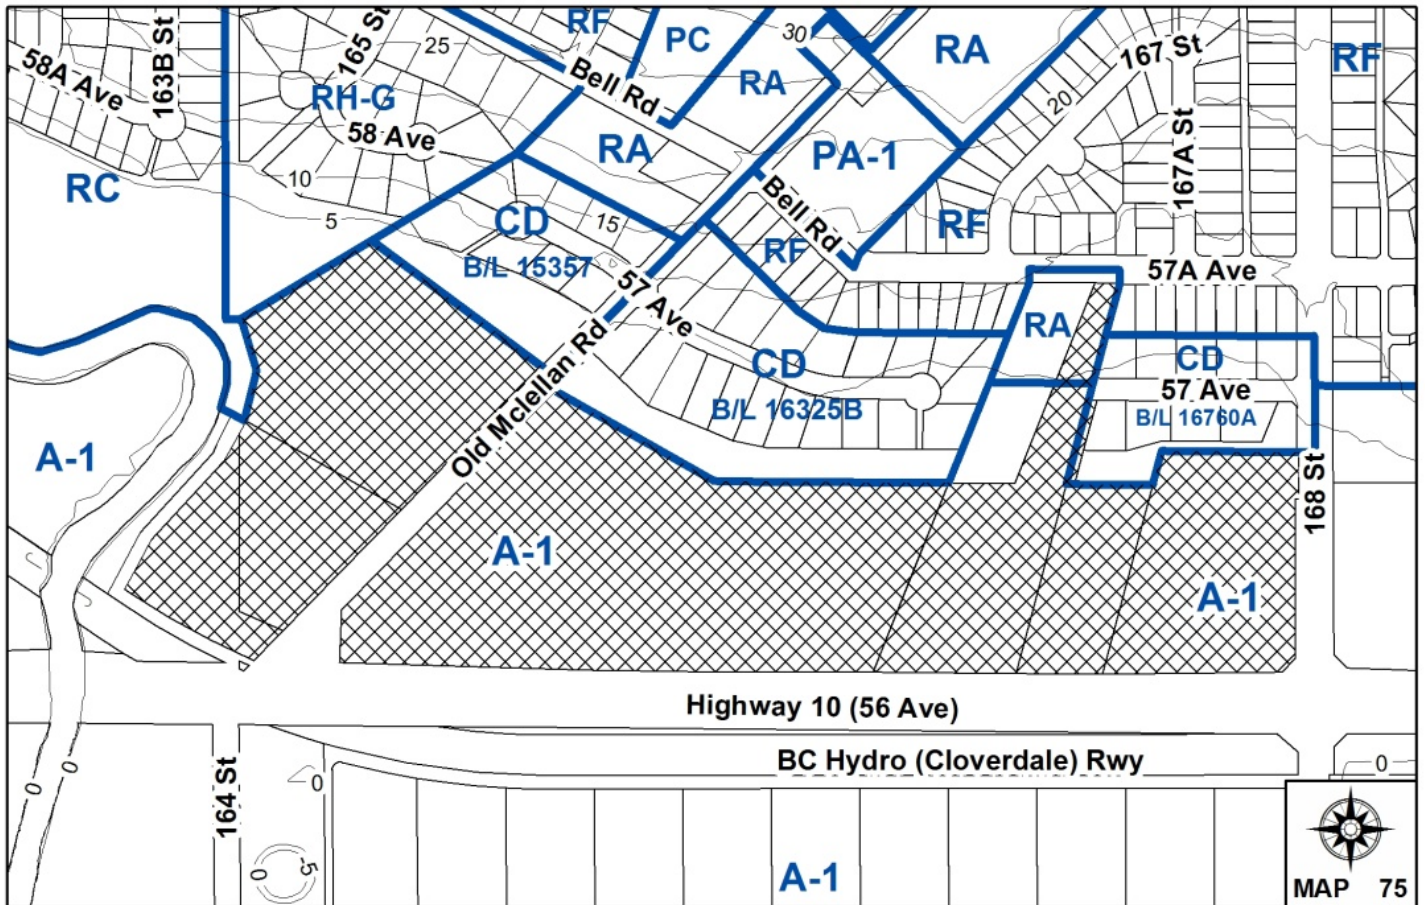 RF
163B St
165 St
25
PC
30
RA
167 St
RF
58A Ave
Bell Rd
RA
RH-G
20
58 Ave
RA
PA-1
167A St
RC
10
Bell Rd
5
CD
15
RF
RF
B/L 15357
57A Ave
57 Ave
RA
Old Mclellan Rd
CD
CD
57 Ave
B/L 16325B
B/L 16760A
A-1
168 St
A-1
A-1
Highway 10 (56 Ave)
BC Hydro (Cloverdale) Rwy
0
0
0
0
164 St
0
-5
A-1
MAP 75